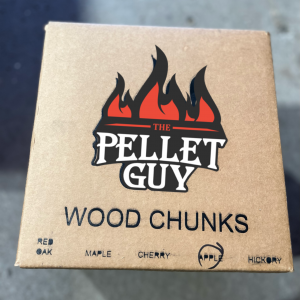 THE
PELLET
GUY
WOOD CHUNKS
RED
OAK
MAPLE
CHERRY
APPLE
HICKORY